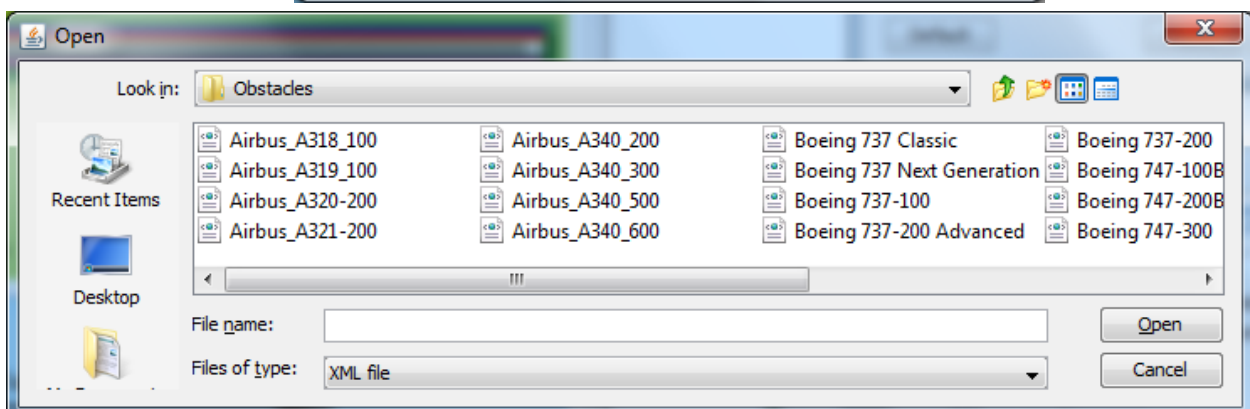 Open
Look in:
Obstacles
Airbus_A318_100 Airbus_A340_200 Boeing 737 Classic Boeing 737-200
Airbus_A319_100 Airbus_A340_300 Boeing 737 Next Generation Boeing 747-100B
Airbus_A320-200 Airbus_A340_500 Boeing 737-100 Boeing 747-200B
Airbus_A321-200 Airbus_A340_600 Boeing 737-200 Advanced Boeing 747-300
Recent Items
Desktop
File name:
Open
Files of type: XML file
Cancel